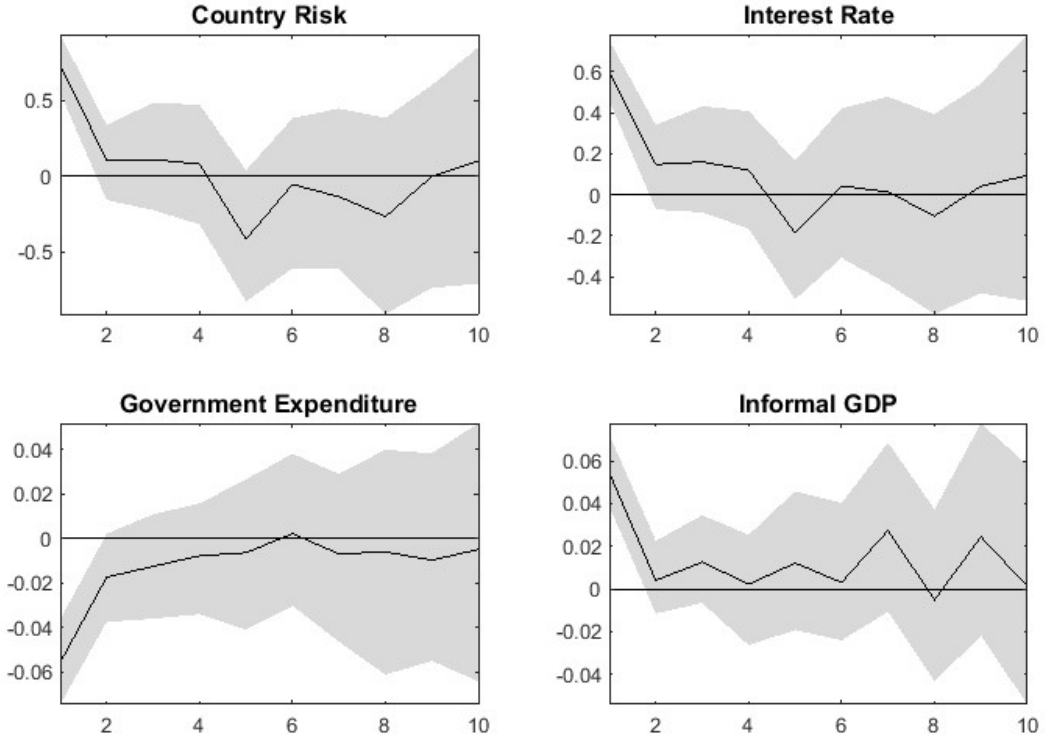 Country Risk
0.5
0
-0.5
2 4 6 8 10
Interest Rate
0.6
0.4
0.2
0
-0.2
-0.4
2 4 6 8 10
Government Expenditure
0.04
0.02
0
-0.02
-0.04
-0.06
2 4 6 8 10
Informal GDP
0.06
0.04
0.02
0
-0.02
-0.04
2 4 6 8 10